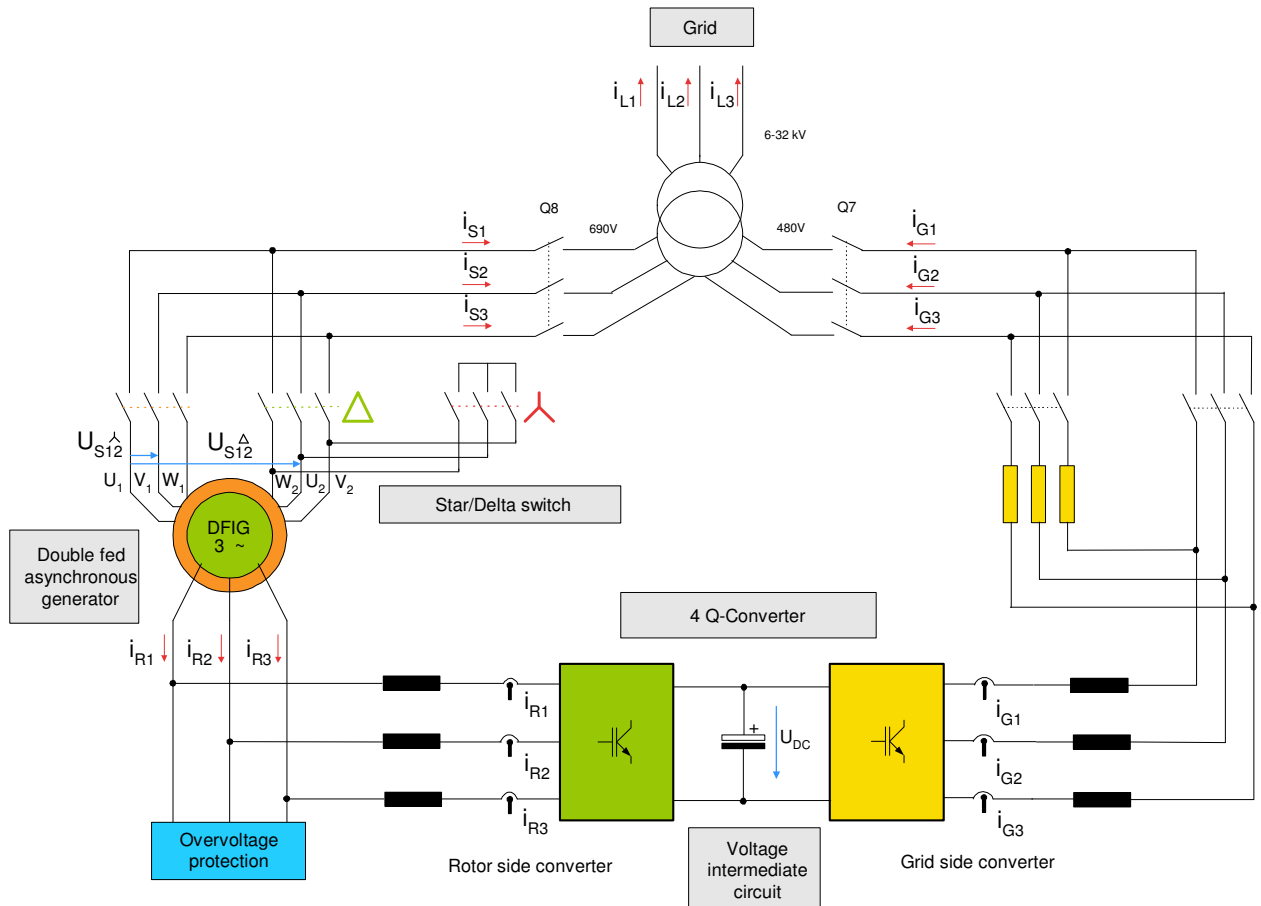 Grid
iL1
iL2
iL3
6-32 kV
Q8
Q7
iS1
690V
480V
iG1
iS2
iG2
iS3
iG3
US12
US12
U1
V1
W1
W2
U2
V2
Star/Delta switch
DFIG
3 ~
Double fed
asynchronous
generator
4 Q-Converter
iR1
iR2
iR3
iR1
iR2
iR3
+
UDC
iG1
iG2
iG3
Overvoltage
protection
Rotor side converter
Voltage
intermediate
circuit
Grid side converter